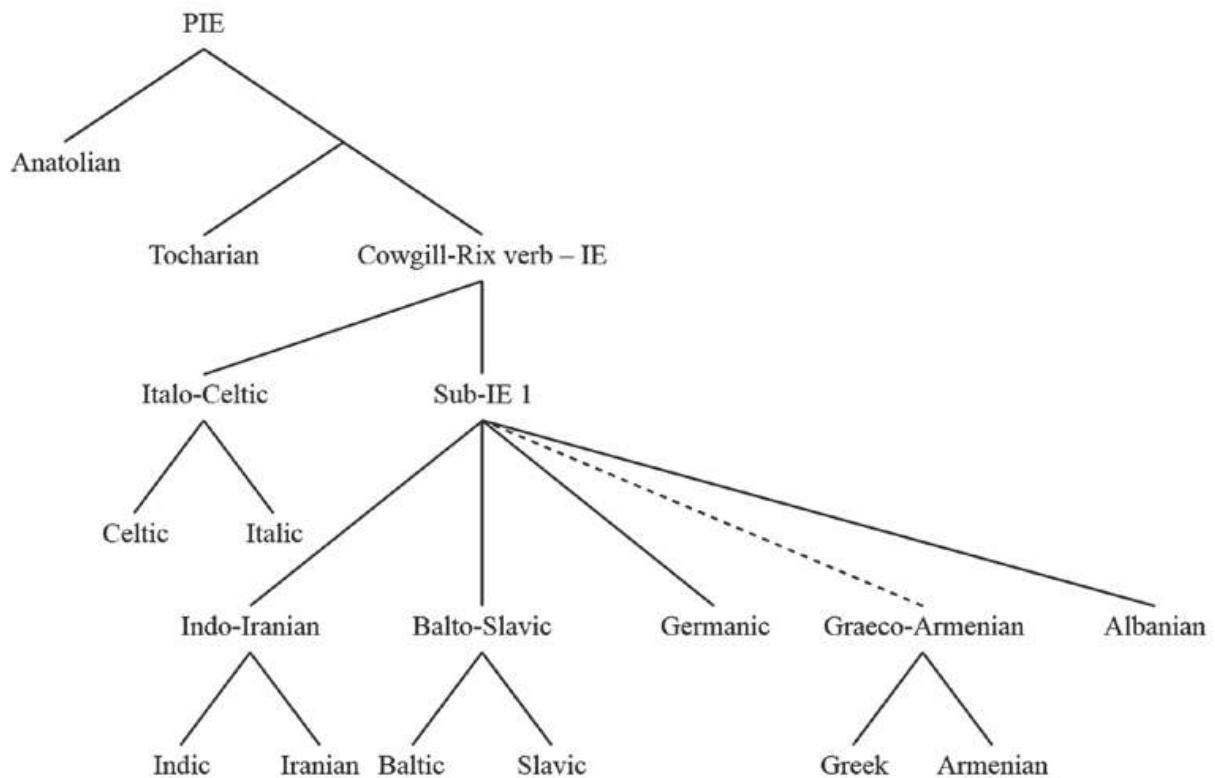 PIE
Anatolian
Tocharian
Cowgill-Rix verb – IE
Italo-Celtic
Sub-IE 1
Celtic
Italic
Indo-Iranian
Balto-Slavic
Germanic
Graeco-Armenian
Albanian
Indic
Iranian
Baltic
Slavic
Greek
Armenian